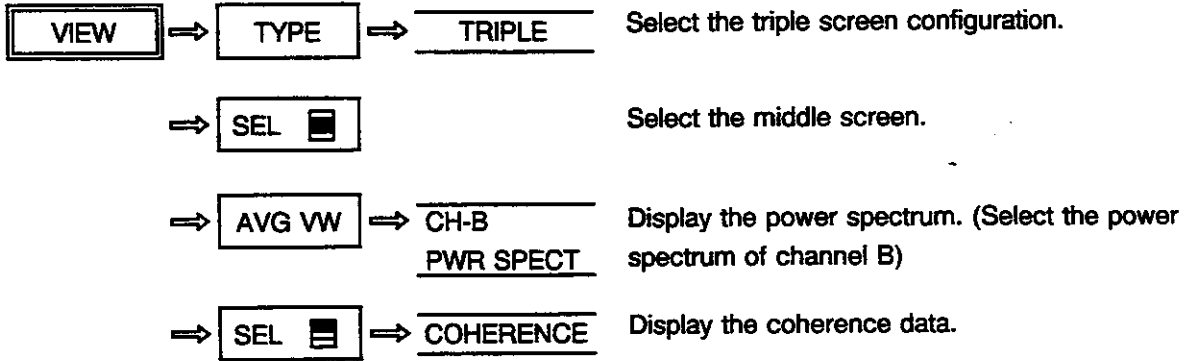 VIEW ⇒ TYPE ⇒ TRIPLE Select the triple screen configuration.
⇒ SEL Select the middle screen.
⇒ AVG VW ⇒ CH-B Display the power spectrum. (Select the power
PWR SPECT spectrum of channel B)
⇒ SEL ⇒ COHERENCE Display the coherence data.